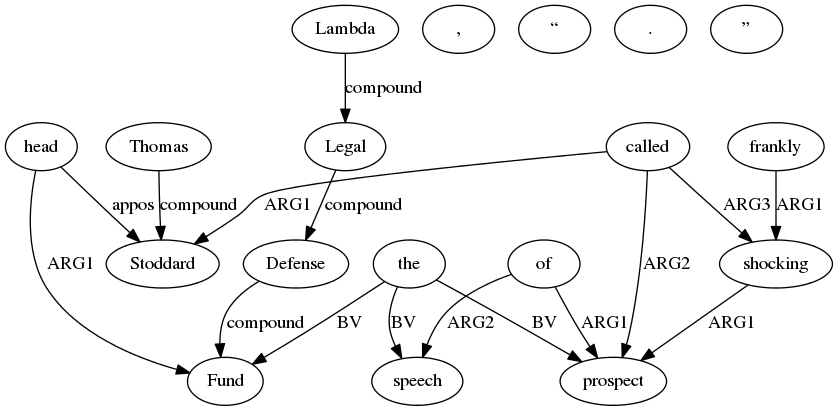 Lambda , “ . ”
compound
head Thomas Legal called frankly
appos compound ARG1 compound ARG3 ARG1
ARG1 Stoddard Defense the of ARG2 shocking
compound BV BV ARG2 BV ARG1 ARG1
Fund speech prospect